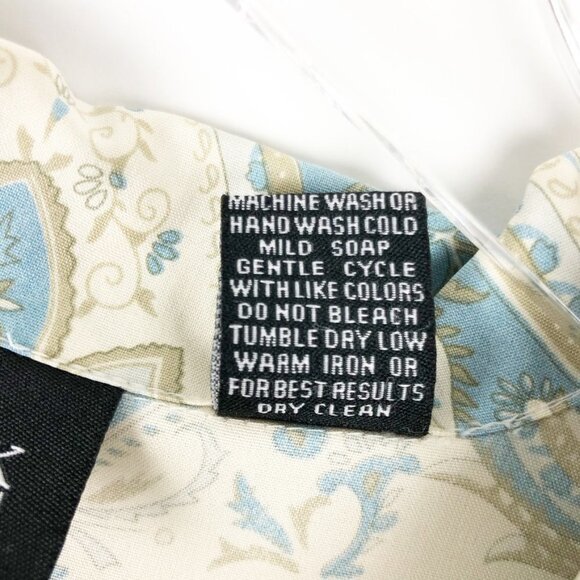 MACHINE WASH OR
HAND WASH COLD
MILD SOAP
GENTLE CYCLE
WITH LIKE COLORS
DO NOT BLEACH
TUMBLE DRY LOW
WARM IRON OR
FOR BEST RESULTS
DRY CLEAN